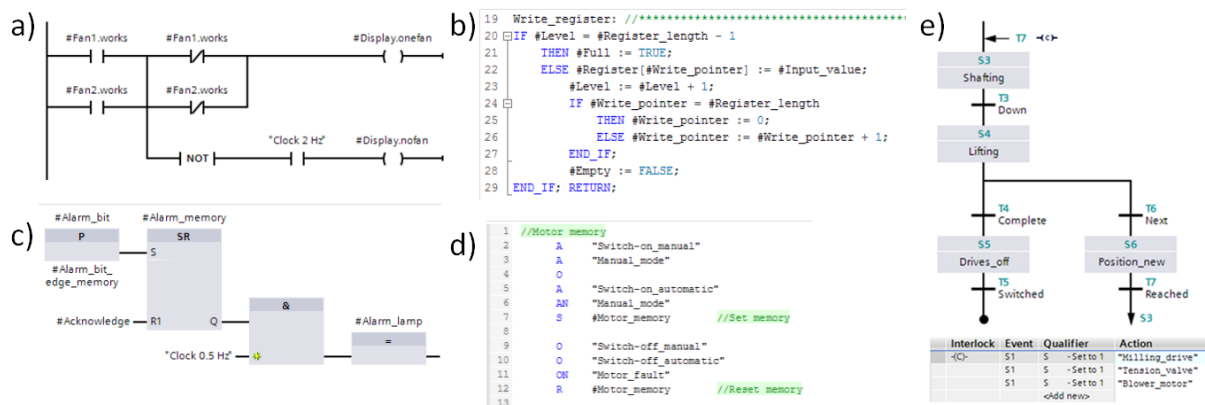 a)
#Fan1.works #Fan1.works #Display.onefan
#Fan2.works #Fan2.works
"Clock 2 Hz" #Display.nofan
NOT
b)
19 Write_register: //****************************************
20 IF #Level = #Register_length - 1
21 THEN #Full := TRUE;
22 ELSE #Register[#Write_pointer] := #Input_value;
23 #Level := #Level + 1;
24 IF #Write_pointer = #Register_length
25 THEN #Write_pointer := 0;
26 ELSE #Write_pointer := #Write_pointer + 1;
27 END_IF;
28 #Empty := FALSE;
29 END_IF; RETURN;
c)
#Alarm_bit #Alarm_memory
P SR
S
#Alarm_bit_
edge_memory
&
#Acknowledge R1 Q #Alarm_lamp
=
"Clock 0.5 Hz"
d)
1 //Motor memory
2 A "Switch-on_manual"
3 A "Manual_mode"
4 O
5 A "Switch-on_automatic"
6 AN "Manual_mode"
7 S #Motor_memory //Set memory
8
9 O "Switch-off_manual"
10 O "Switch-off_automatic"
11 ON "Motor_fault"
12 R #Motor_memory //Reset memory
13
e)
T7 -(C)-
S3
Shafting
T3
Down
S4
Lifting
T4 T6
Complete Next
S5 S6
Drives_off Position_new
T5 T7
Switched Reached
S3
Interlock Event Qualifier Action
-(C)- S1 S - Set to 1 "Milling_drive"
S1 S - Set to 1 "Tension_valve"
S1 S - Set to 1 "Blower_motor"
<Add new>